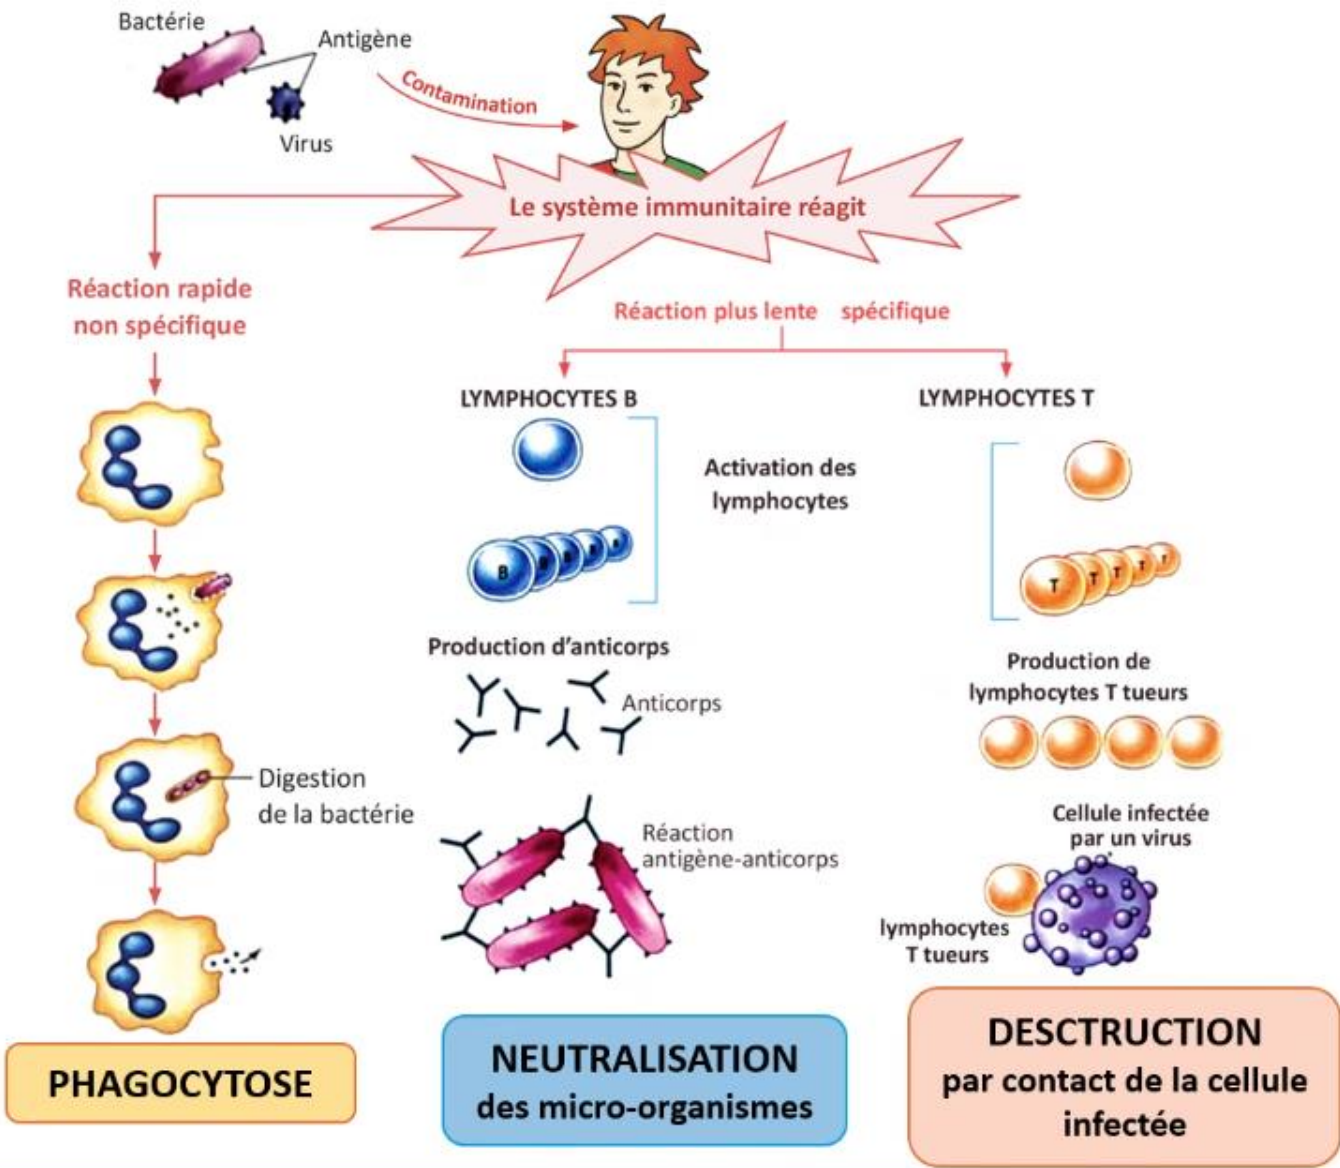 Bactérie
Antigène
Virus
Contamination
Le système immunitaire réagit
Réaction rapide
non spécifique
Digestion
de la bactérie
PHAGOCYTOSE
Réaction plus lente spécifique
LYMPHOCYTES B
LYMPHOCYTES T
Activation des
lymphocytes
B B B B B
T T T T T
Production d'anticorps
Anticorps
Réaction
antigène-anticorps
NEUTRALISATION
des micro-organismes
Production de
lymphocytes T tueurs
Cellule infectée
par un virus
lymphocytes
T tueurs
DESCTRUCTION
par contact de la cellule
infectée